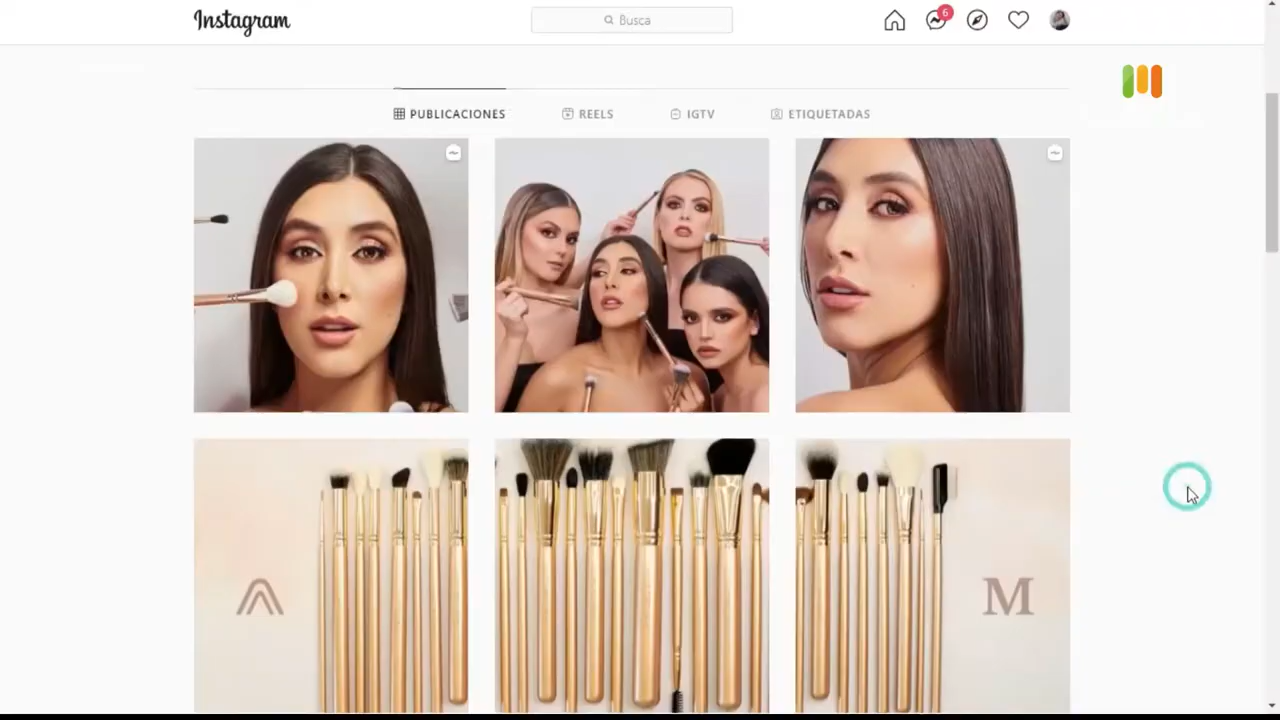 Instagram
Busca
6
PUBLICACIONES
REELS
IGTV
ETIQUETADAS
M